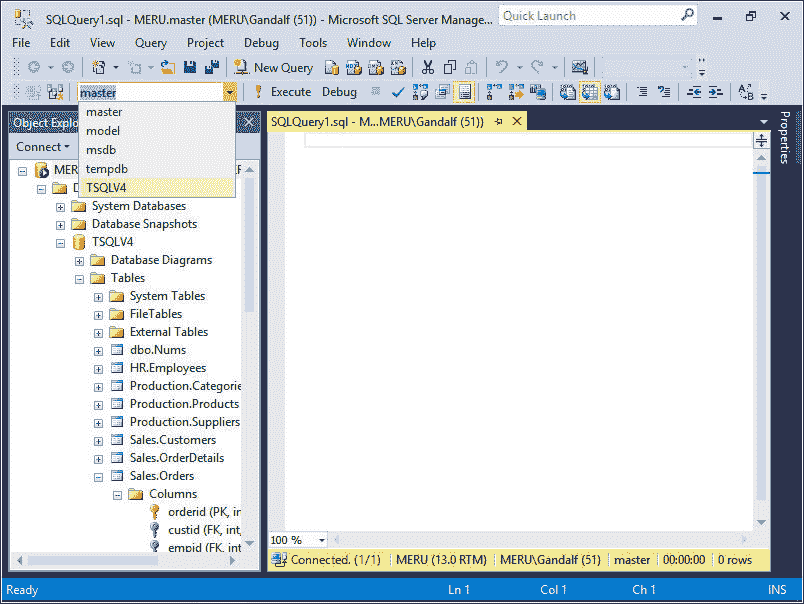 SQLQuery1.sql - MERU.master (MERU\Gandalf (51)) - Microsoft SQL Server Manage...
Quick Launch
File Edit View Query Project Debug Tools Window Help
New Query
master
Execute Debug
master
model
msdb
tempdb
TSQLV4
Object Explo
SQLQuery1.sql - M...MERU\Gandalf (51))
Properties
Connect
MER
System Databases
Database Snapshots
TSQLV4
Database Diagrams
Tables
System Tables
FileTables
External Tables
dbo.Nums
HR.Employees
Production.Categorie
Production.Products
Production.Suppliers
Sales.Customers
Sales.OrderDetails
Sales.Orders
Columns
orderid (PK, in
custid (FK, int,
empid (FK, int
100 %
Connected. (1/1) MERU (13.0 RTM) MERU\Gandalf (51) master 00:00:00 0 rows
Ready Ln 1 Col 1 Ch 1 INS